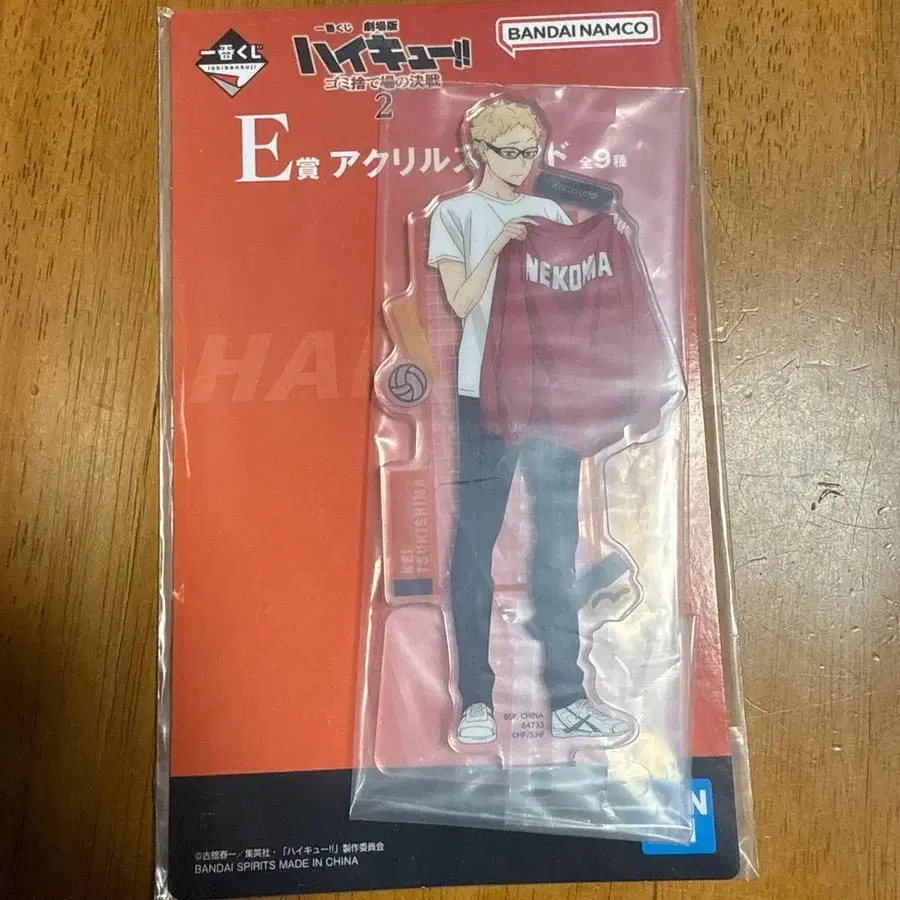 一番くじ
ichibankuji
一番くじ 劇場版
ハイキュー!!
ゴミ捨て場の決戦
2
BANDAI NAMCO
E賞 アクリルス ド 全9種
Karasuno
NEKOMA
HAI
KEI
TSUKISHIMA
BSP, CHINA
64733
©HF/S,HP
N
©古舘春一／集英社・「ハイキュー!!」製作委員会
BANDAI SPIRITS MADE IN CHINA